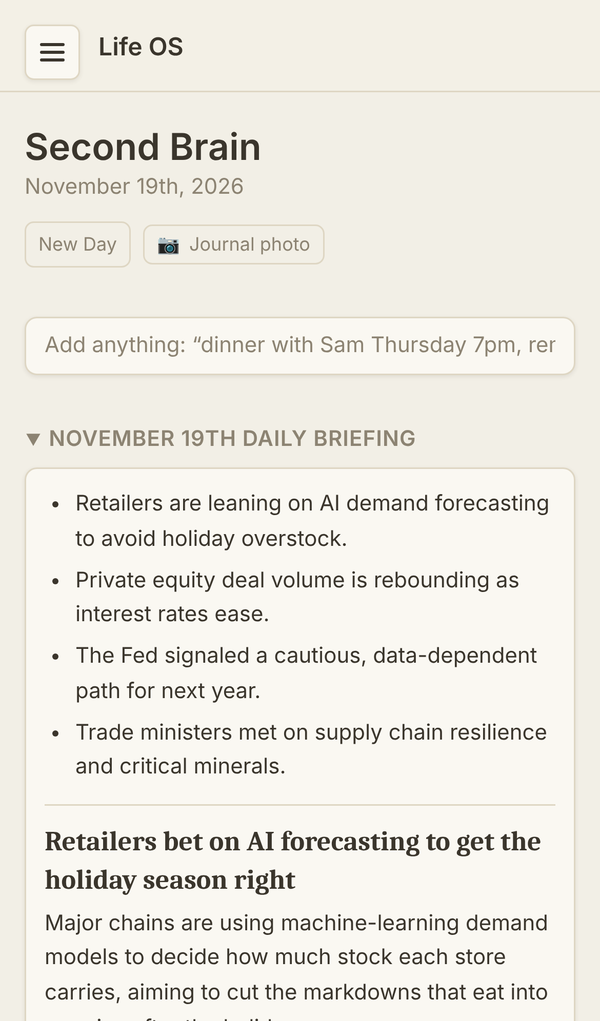 Life OS
Second Brain
November 19th, 2026
New Day
Journal photo
Add anything: “dinner with Sam Thursday 7pm, rer
NOVEMBER 19TH DAILY BRIEFING
• Retailers are leaning on AI demand forecasting
to avoid holiday overstock.
• Private equity deal volume is rebounding as
interest rates ease.
• The Fed signaled a cautious, data-dependent
path for next year.
• Trade ministers met on supply chain resilience
and critical minerals.
Retailers bet on AI forecasting to get the
holiday season right
Major chains are using machine-learning demand
models to decide how much stock each store
carries, aiming to cut the markdowns that eat into